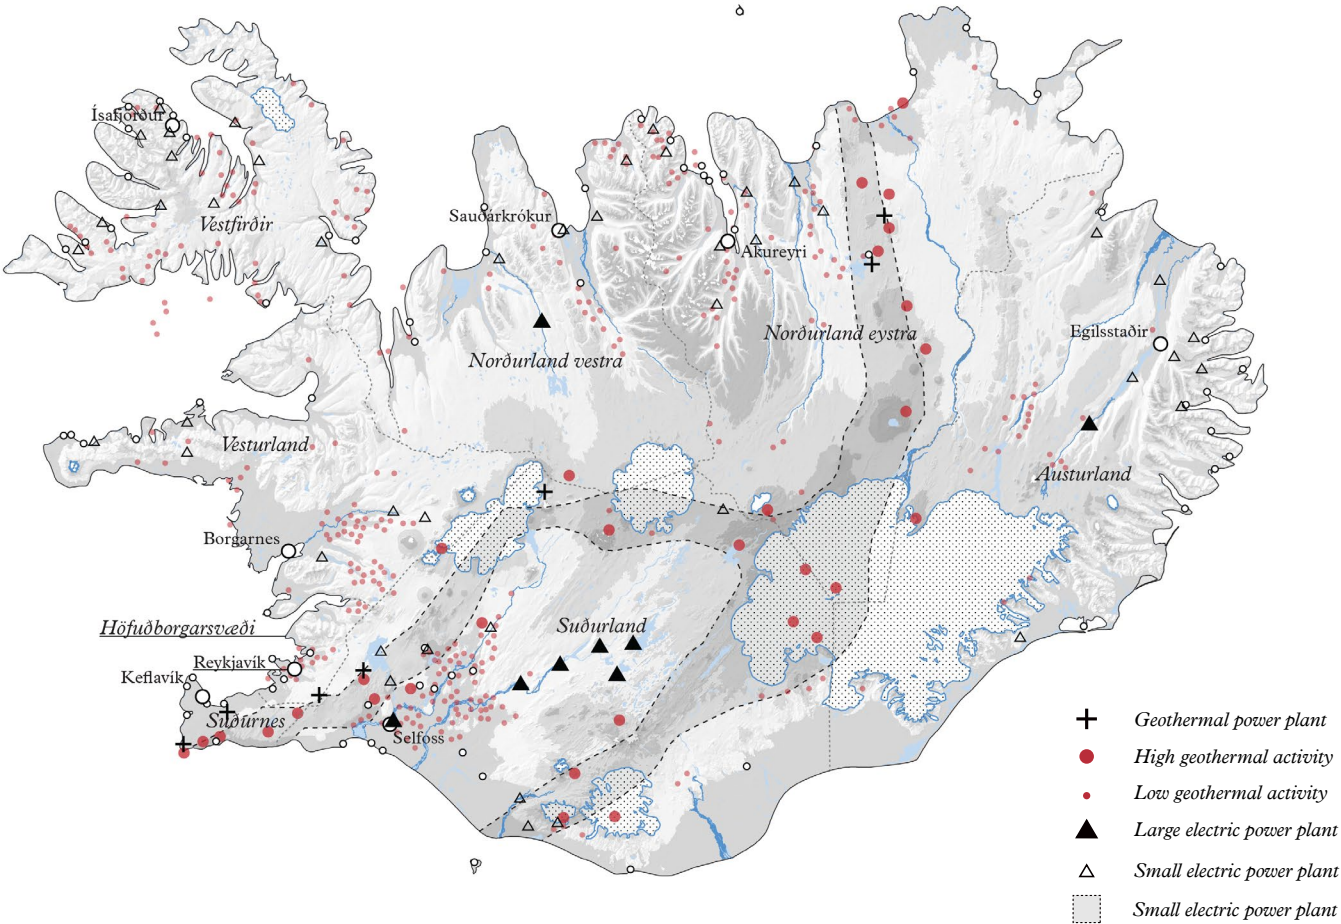 Ísafjörður
Vestfirðir
Sauðárkrókur
Akureyri
Norðurland vestra
Norðurland eystra
Egilsstaðir
Vesturland
Austurland
Borgarnes
Höfuðborgarsvæði
Suðurland
Reykjavík
Keflavík
Suðurnes
Selfoss
Geothermal power plant
High geothermal activity
Low geothermal activity
Large electric power plant
Small electric power plant
Small electric power plant